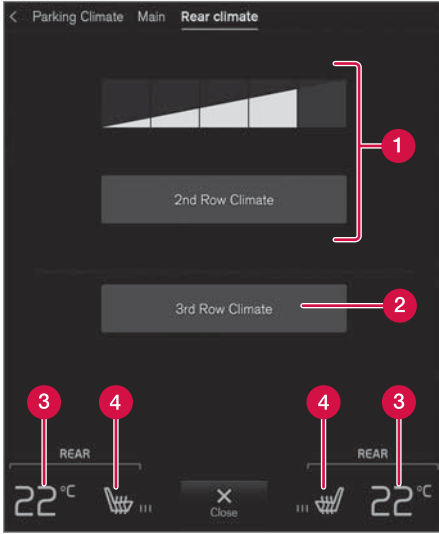 < Parking Climate Main Rear climate
1
2nd Row Climate
3rd Row Climate
2
3 4 4 3
REAR REAR
22°C 22°C
Close